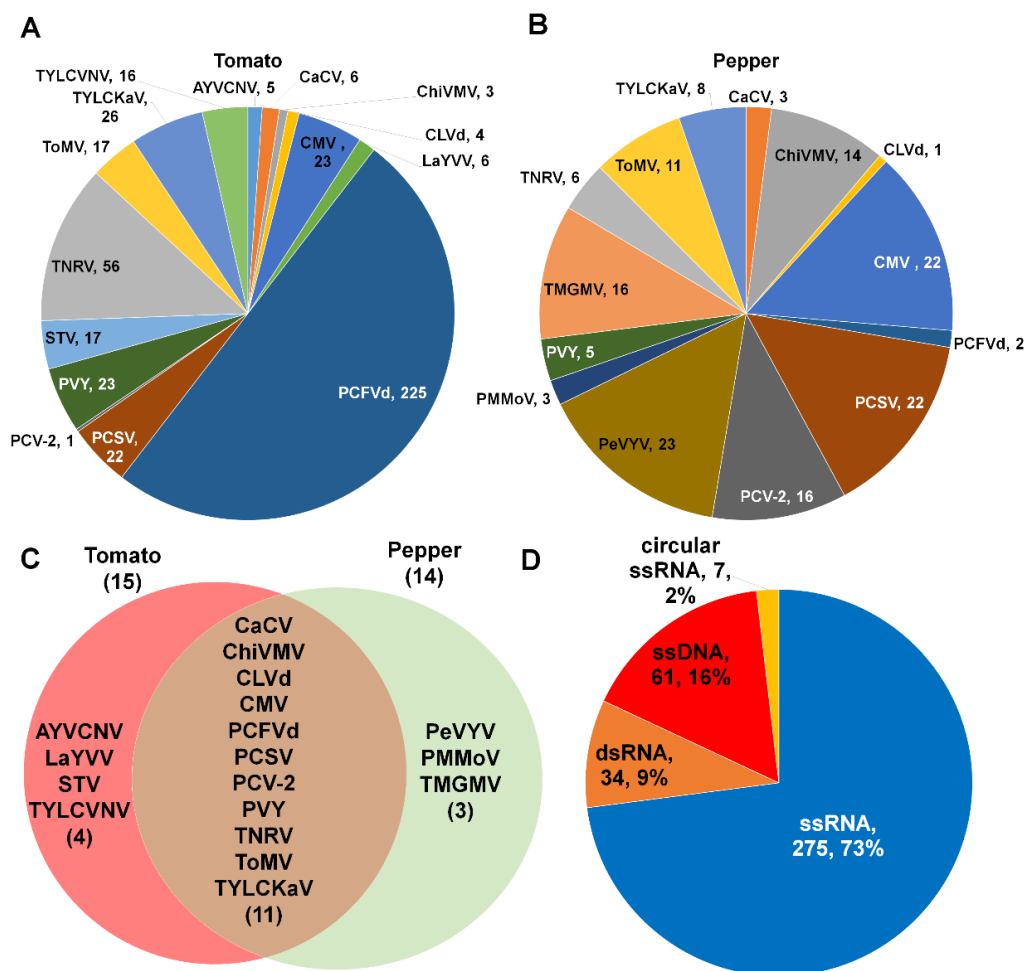 A
Tomato
TYLCVNV, 16
AYVCNV, 5
CaCV, 6
TYLCKaV,
26
ChiVMV, 3
ToMV, 17
CLVd, 4
CMV ,
23
LaYVV, 6
TNRV, 56
STV, 17
PVY, 23
PCFVd, 225
PCV-2, 1
PCSV,
22
B
Pepper
TYLCKaV, 8
CaCV, 3
ToMV, 11
ChiVMV, 14
CLVd, 1
TNRV, 6
CMV , 22
TMGMV, 16
PCFVd, 2
PVY, 5
PMMoV, 3
PCSV, 22
PeVYV, 23
PCV-2, 16
C
Tomato
(15)
Pepper
(14)
AYVCNV
LaYVV
STV
TYLCVNV
(4)
CaCV
ChiVMV
CLVd
CMV
PCFVd
PCSV
PCV-2
PVY
TNRV
ToMV
TYLCKaV
(11)
PeVYV
PMMoV
TMGMV
(3)
D
circular
ssRNA, 7,
2%
ssDNA,
61, 16%
dsRNA,
34, 9%
ssRNA,
275, 73%